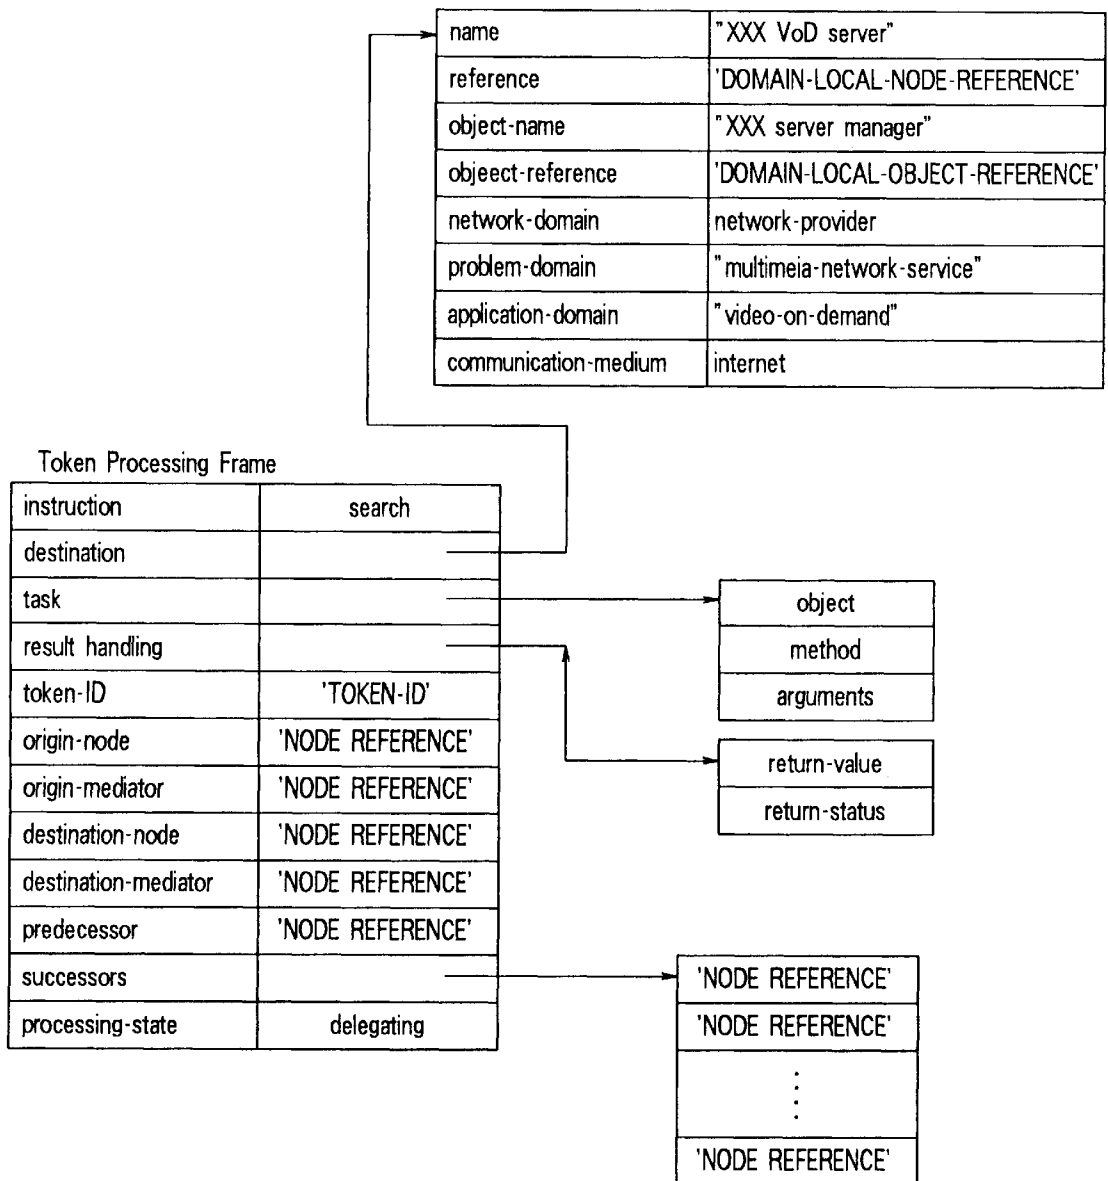 name "XXX VoD server"
reference 'DOMAIN-LOCAL-NODE-REFERENCE'
object-name "XXX server manager"
objeect-reference 'DOMAIN-LOCAL-OBJECT-REFERENCE'
network-domain network-provider
problem-domain "multimeia-network-service"
application-domain "video-on-demand"
communication-medium internet
Token Processing Frame
instruction search
destination
task
result handling
token-ID 'TOKEN-ID'
origin-node 'NODE REFERENCE'
origin-mediator 'NODE REFERENCE'
destination-node 'NODE REFERENCE'
destination-mediator 'NODE REFERENCE'
predecessor 'NODE REFERENCE'
successors
processing-state delegating
object
method
arguments
return-value
return-status
'NODE REFERENCE'
'NODE REFERENCE'
'NODE REFERENCE'